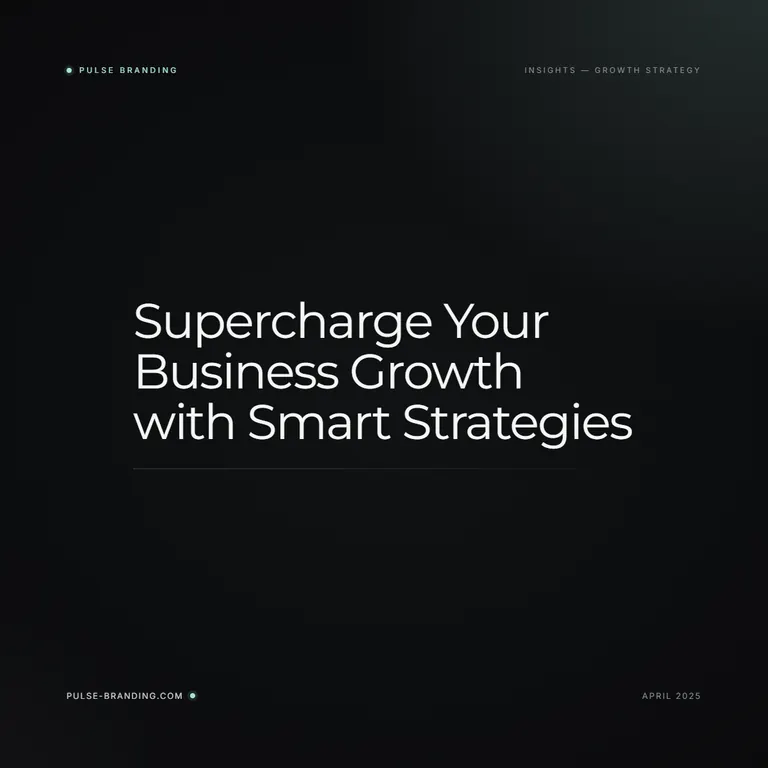 PULSE BRANDING
INSIGHTS — GROWTH STRATEGY
Supercharge Your
Business Growth
with Smart Strategies
PULSE-BRANDING.COM
APRIL 2025